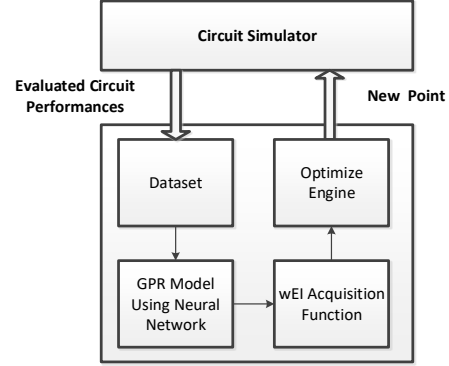 Circuit Simulator
Evaluated Circuit
Performances
New Point
Dataset
Optimize
Engine
GPR Model
Using Neural
Network
wEI Acquisition
Function